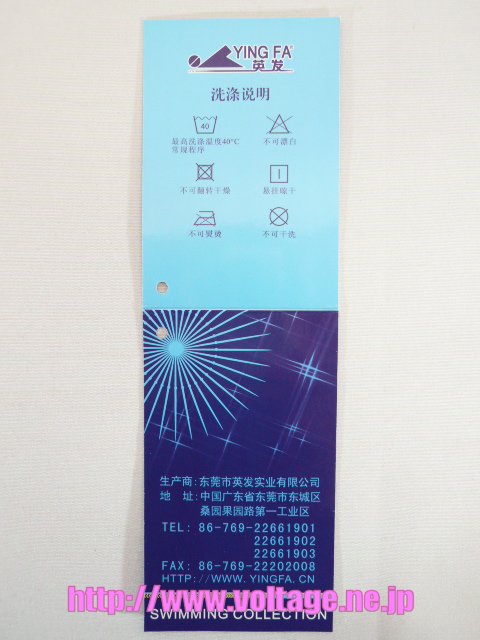 YING FA®
英发
洗涤说明
40
最高洗涤温度40°C
常规程序
不可漂白
不可翻转干燥
悬挂晾干
不可熨烫
不可干洗
生产商:东莞市英发实业有限公司
地 址:中国广东省东莞市东城区
桑园果园路第一工业区
TEL: 86-769-22661901
22661902
22661903
FAX: 86-769-22202008
HTTP://WWW.YINGFA.CN
http://www.voltage.ne.jp
SWIMMING COLLECTION